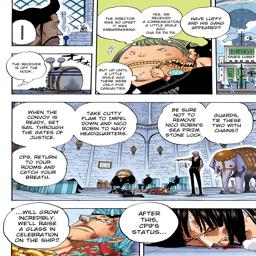 THE DIRECTOR
WAS SO UPSET
IT WAS
EMBARRASSING.
YES. WE
RECEIVED A
COMMUNICATION
A LITTLE
WHILE AGO.
CHA PA PA PA.
HAVE LUFFY
AND HIS GANG
APPEARED?
THE RECEIVER
IS OFF THE
HOOK.
BUT UP UNTIL
A LITTLE
WHILE AGO
THERE WERE
ONLY FIVE
CASUALTIES.
WHEN THE
CONVOY IS
READY, SET
SAIL THROUGH
THE GATES OF
JUSTICE.
TAKE CUTTY
FLAM TO IMPEL
DOWN AND NICO
ROBIN TO NAVY
HEADQUARTERS.
BE SURE
NOT TO
REMOVE
NICO ROBIN'S
SEA PRISM
STONE LOCK.
GUARDS,
TIE THESE
TWO WITH
CHAINS!!
CP9, RETURN
TO YOUR
ROOMS AND
CATCH YOUR
BREATH.
...WILL GROW
INCREDIBLY.
WE'LL RAISE
A GLASS IN
CELEBRATION
ON THE SHIP!!
AFTER
THIS,
CP9'S
STATUS...